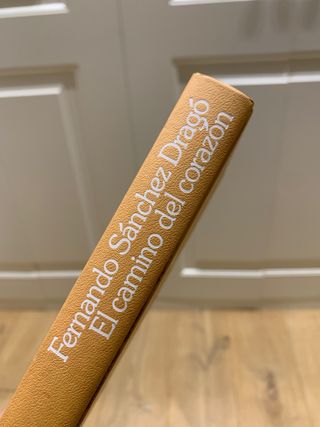 Fernando Sánchez Dragó
El camino del corazón